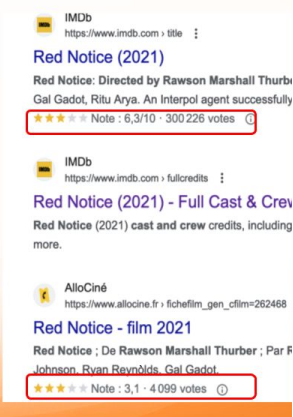 IMDb
https://www.imdb.com › title
Red Notice (2021)
Red Notice: Directed by Rawson Marshall Thurbe
Gal Gadot, Ritu Arya. An Interpol agent successfully
Note : 6,3/10 · 300 226 votes
IMDb
https://www.imdb.com › fullcredits
Red Notice (2021) - Full Cast & Crew
Red Notice (2021) cast and crew credits, including
more.
AlloCiné
https://www.allocine.fr › fichefilm_gen_cfilm=262468
Red Notice - film 2021
Red Notice ; De Rawson Marshall Thurber ; Par R
Johnson, Ryan Reynolds, Gal Gadot.
Note : 3,1 · 4 099 votes